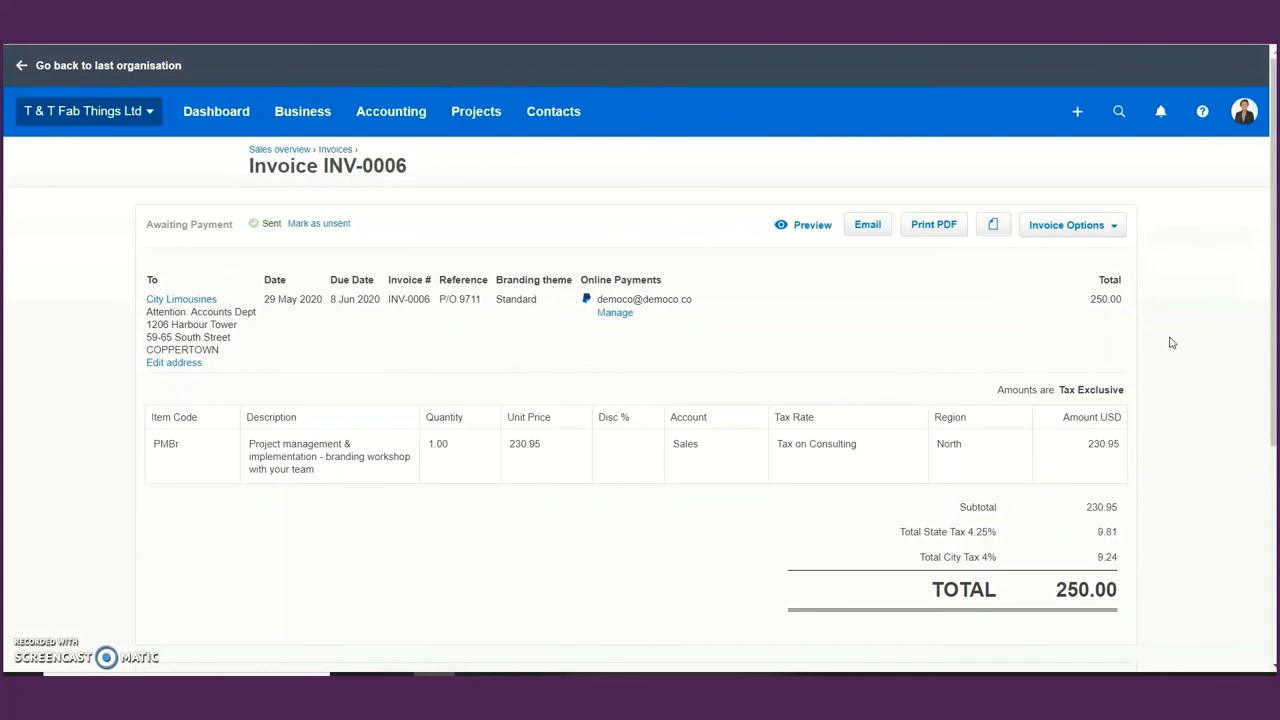 Go back to last organisation
T & T Fab Things Ltd
Dashboard
Business
Accounting
Projects
Contacts
Sales overview › Invoices ›
Invoice INV-0006
Awaiting Payment
Sent
Mark as unsent
Preview
Email
Print PDF
Invoice Options
To
Date
Due Date
Invoice #
Reference
Branding theme
Online Payments
Total
City Limousines
29 May 2020
8 Jun 2020
INV-0006
P/O 9711
Standard
democo@democo.co
250.00
Attention: Accounts Dept
Manage
1206 Harbour Tower
59-65 South Street
COPPERTOWN
Edit address
Amounts are Tax Exclusive
Item Code
Description
Quantity
Unit Price
Disc %
Account
Tax Rate
Region
Amount USD
PMBr
Project management &
implementation - branding workshop
with your team
1.00
230.95
Sales
Tax on Consulting
North
230.95
Subtotal 230.95
Total State Tax 4.25% 9.81
Total City Tax 4% 9.24
TOTAL 250.00
RECORDED WITH
SCREENCAST MATIC